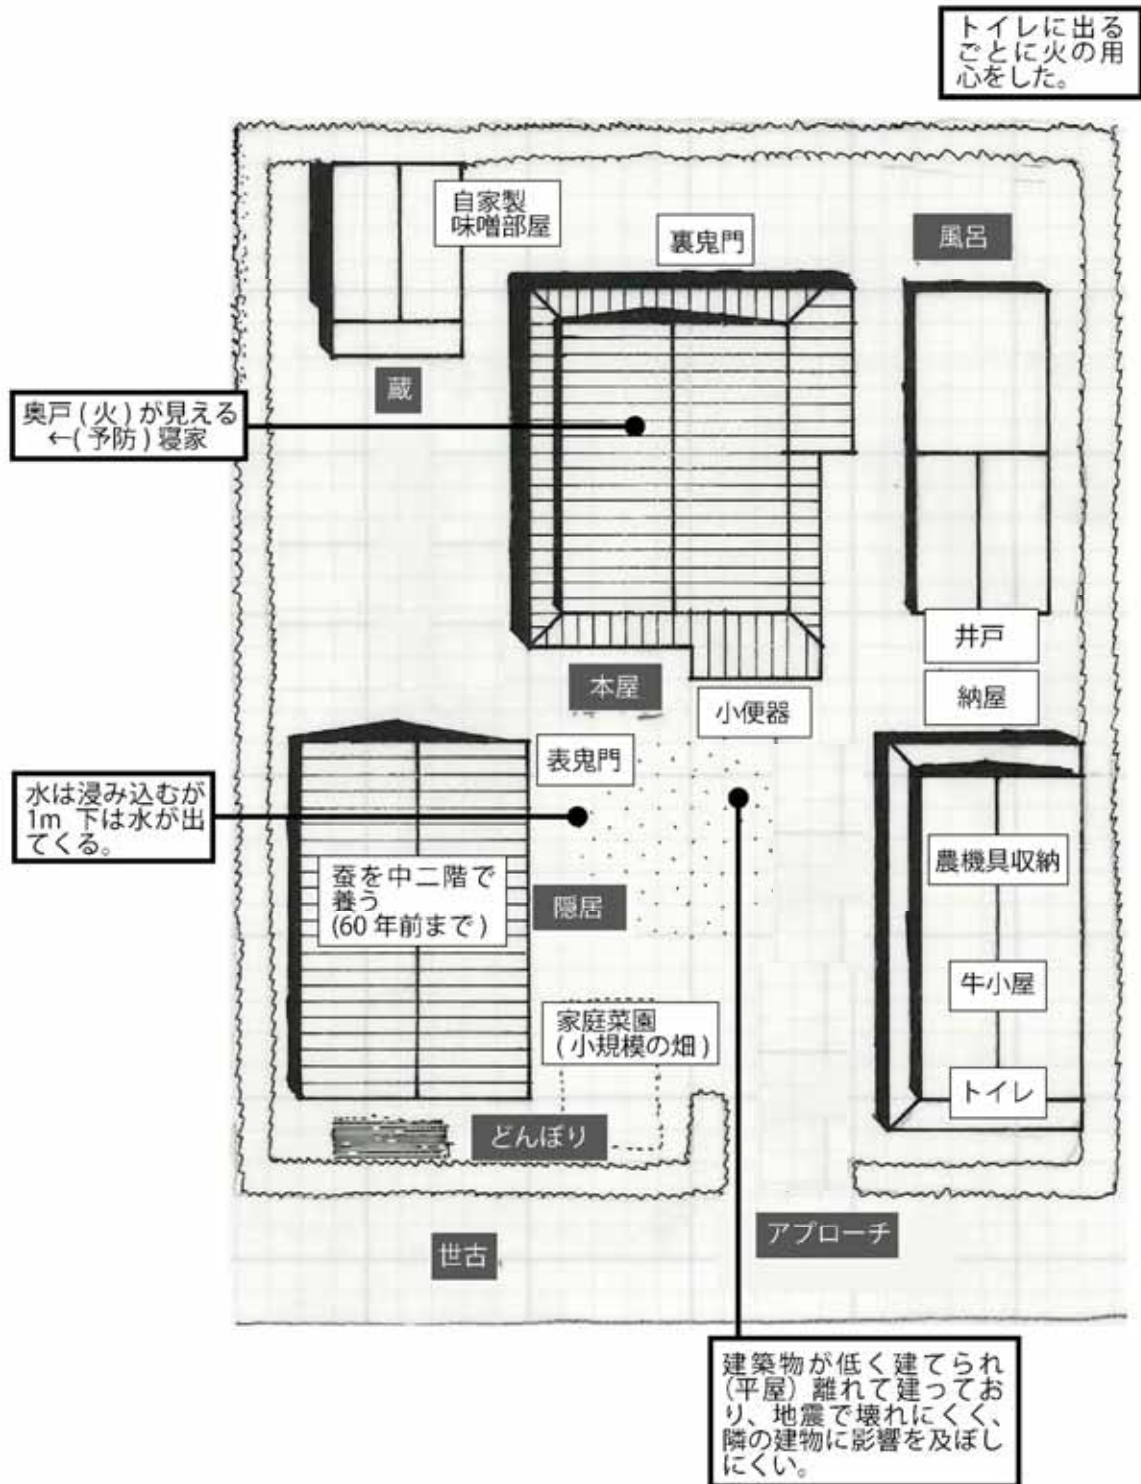 トイレに出る
ごとに火の用
心をした。
自家製
味噌部屋
裏鬼門
風呂
蔵
奥戸(火)が見える
←(予防)寝家
井戸
本屋
納屋
小便器
表鬼門
水は浸み込むが
1m 下は水が出
てくる。
農機具収納
蚕を中二階で
養う
(60 年前まで)
隠居
牛小屋
家庭菜園
(小規模の畑)
トイレ
どんぼり
アプローチ
世古
建築物が低く建てられ
(平屋)離れて建ってお
り、地震で壊れにくく、
隣の建物に影響を及ぼし
にくい。